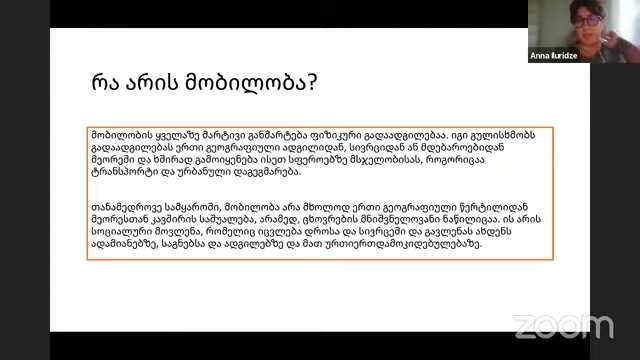 Anna Iluridze
რა არის მობილობა?
მობილობის ყველაზე მარტივი განმარტება ფიზიკური გადაადგილებაა. იგი გულისხმობს
გადაადგილებას ერთი გეოგრაფიული ადგილიდან, სივრციდან ან მდებარეობიდან
მეორეში და ხშირად გამოიყენება ისეთ სფეროებზე მსჯელობისას, როგორიცაა
ტრანსპორტი და ურბანული დაგეგმარება.
თანამედროვე სამყაროში, მობილობა არა მხოლოდ ერთი გეოგრაფიული წერტილიდან
მეორესთან კავშირის საშუალება, არამედ, ცხოვრების მნიშვნელოვანი ნაწილიცაა. ის არის
სოციალური მოვლენა, რომელიც იცვლება დროსა და სივრცეში და გავლენას ახდენს
ადამიანებზე, საგნებსა და ადგილებზე და მათ ურთიერთდამოკიდებულებაზე.
zoom